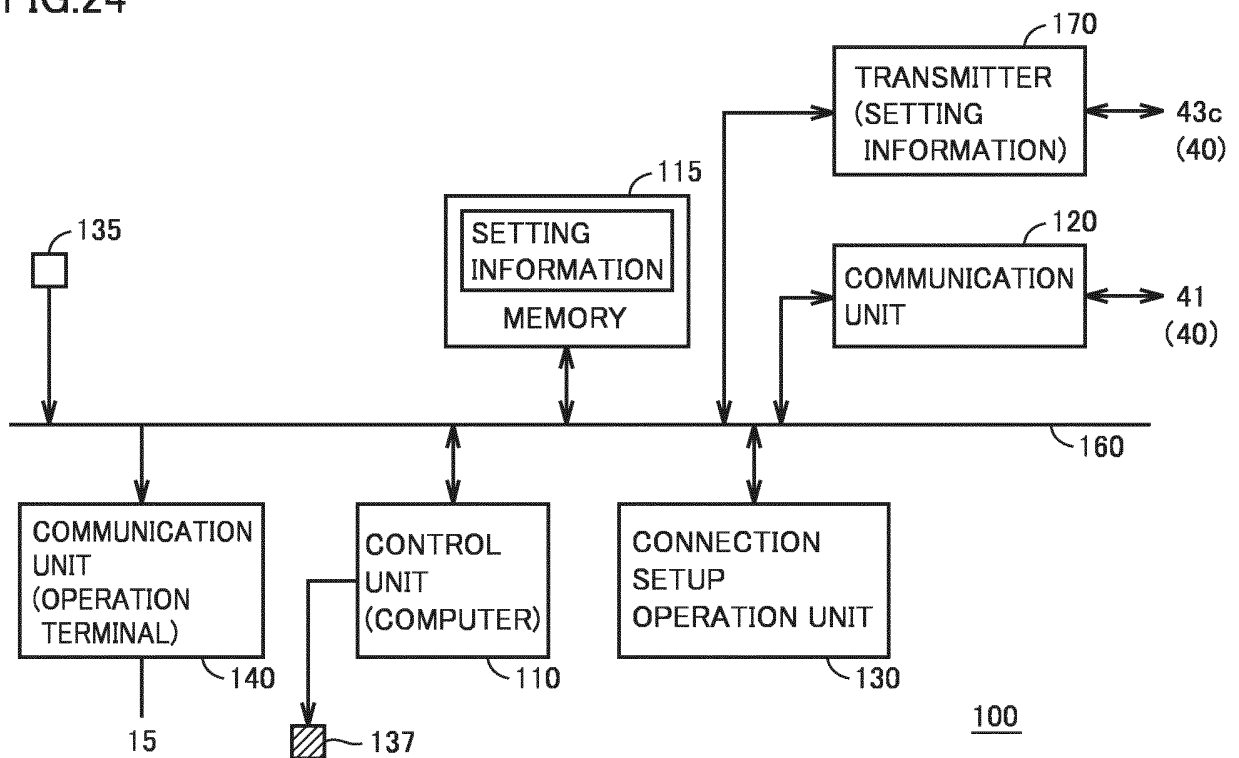 FIG.24
170
TRANSMITTER
(SETTING
INFORMATION)
43c
(40)
115
SETTING
INFORMATION
MEMORY
135
120
COMMUNICATION
UNIT
41
(40)
160
COMMUNICATION
UNIT
(OPERATION
TERMINAL)
140
15
CONTROL
UNIT
(COMPUTER)
110
137
CONNECTION
SETUP
OPERATION UNIT
130
100